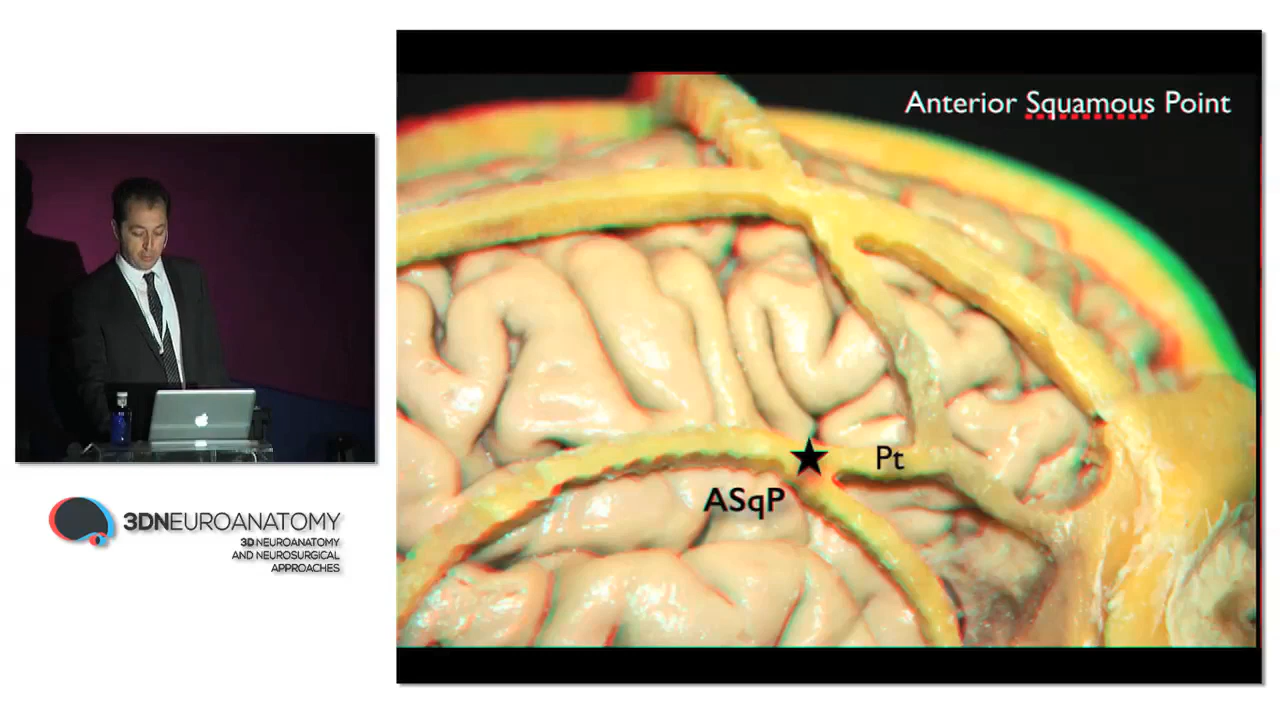 Anterior Squamous Point
Pt
ASqP
3DNEUROANATOMY
3D NEUROANATOMY
AND NEUROSURGICAL
APPROACHES